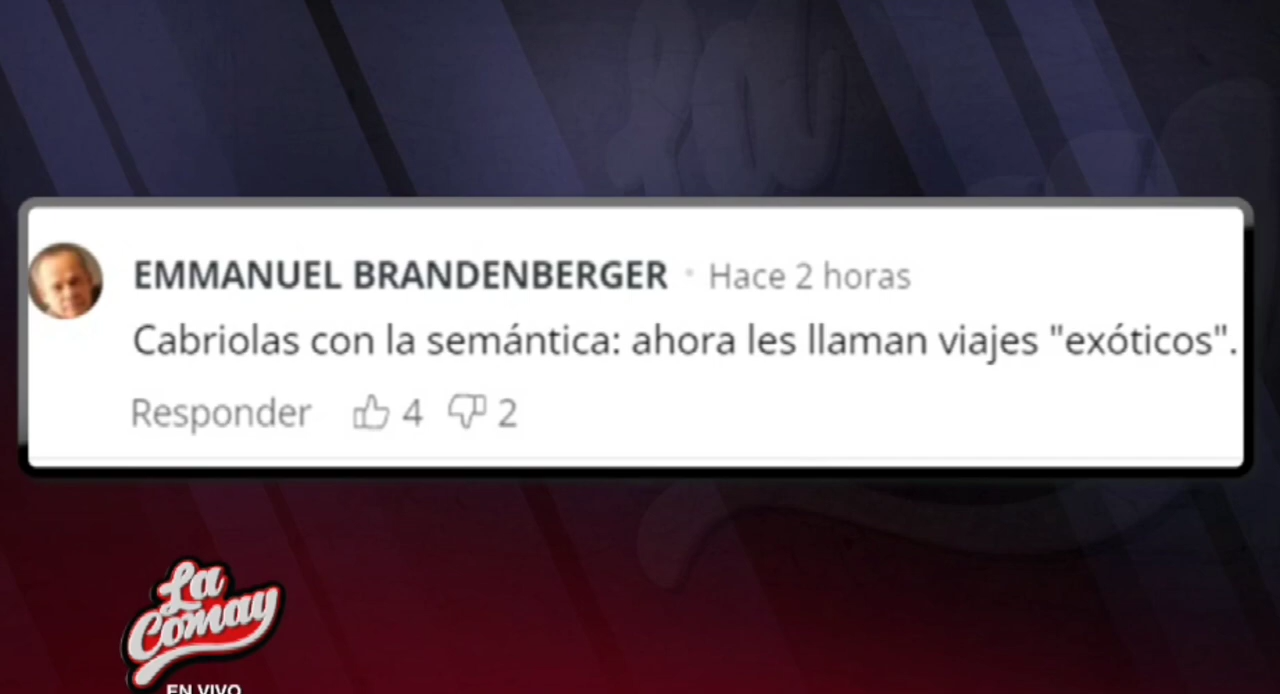 EMMANUEL BRANDENBERGER • Hace 2 horas
Cabriolas con la semántica: ahora les llaman viajes "exóticos".
Responder 4 2
La
Comay
EN VIVO